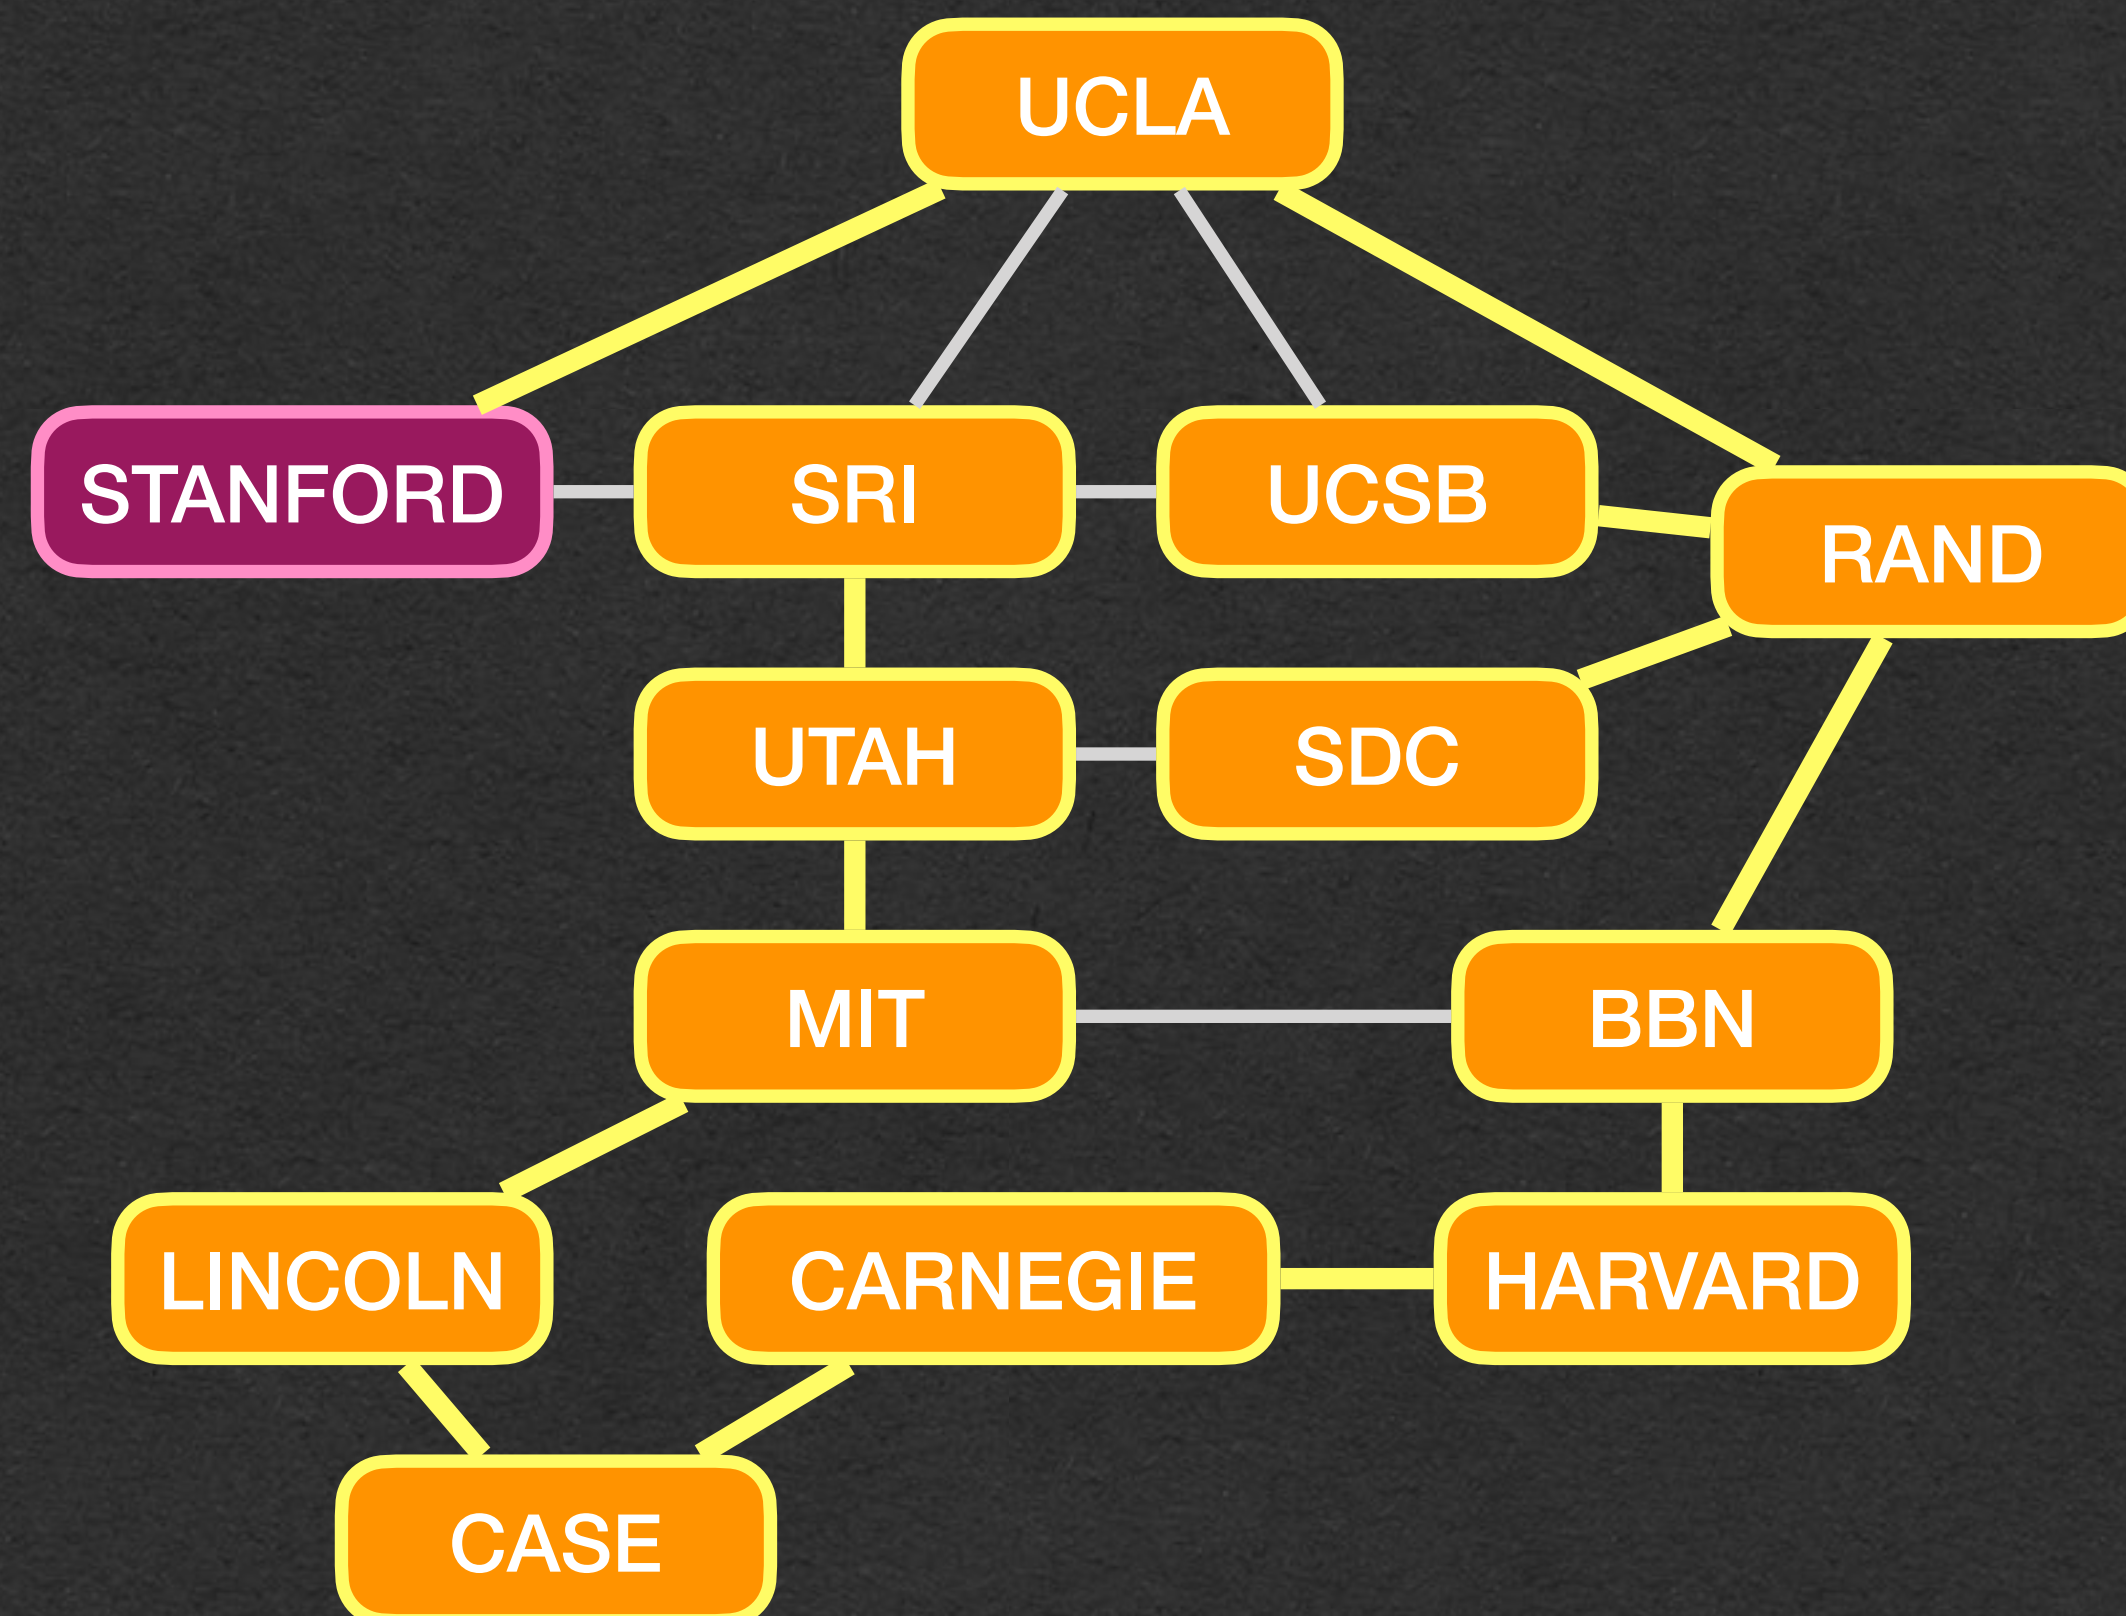 UCLA
STANFORD
SRI
UCSB
RAND
UTAH
SDC
MIT
BBN
LINCOLN
CARNEGIE
HARVARD
CASE